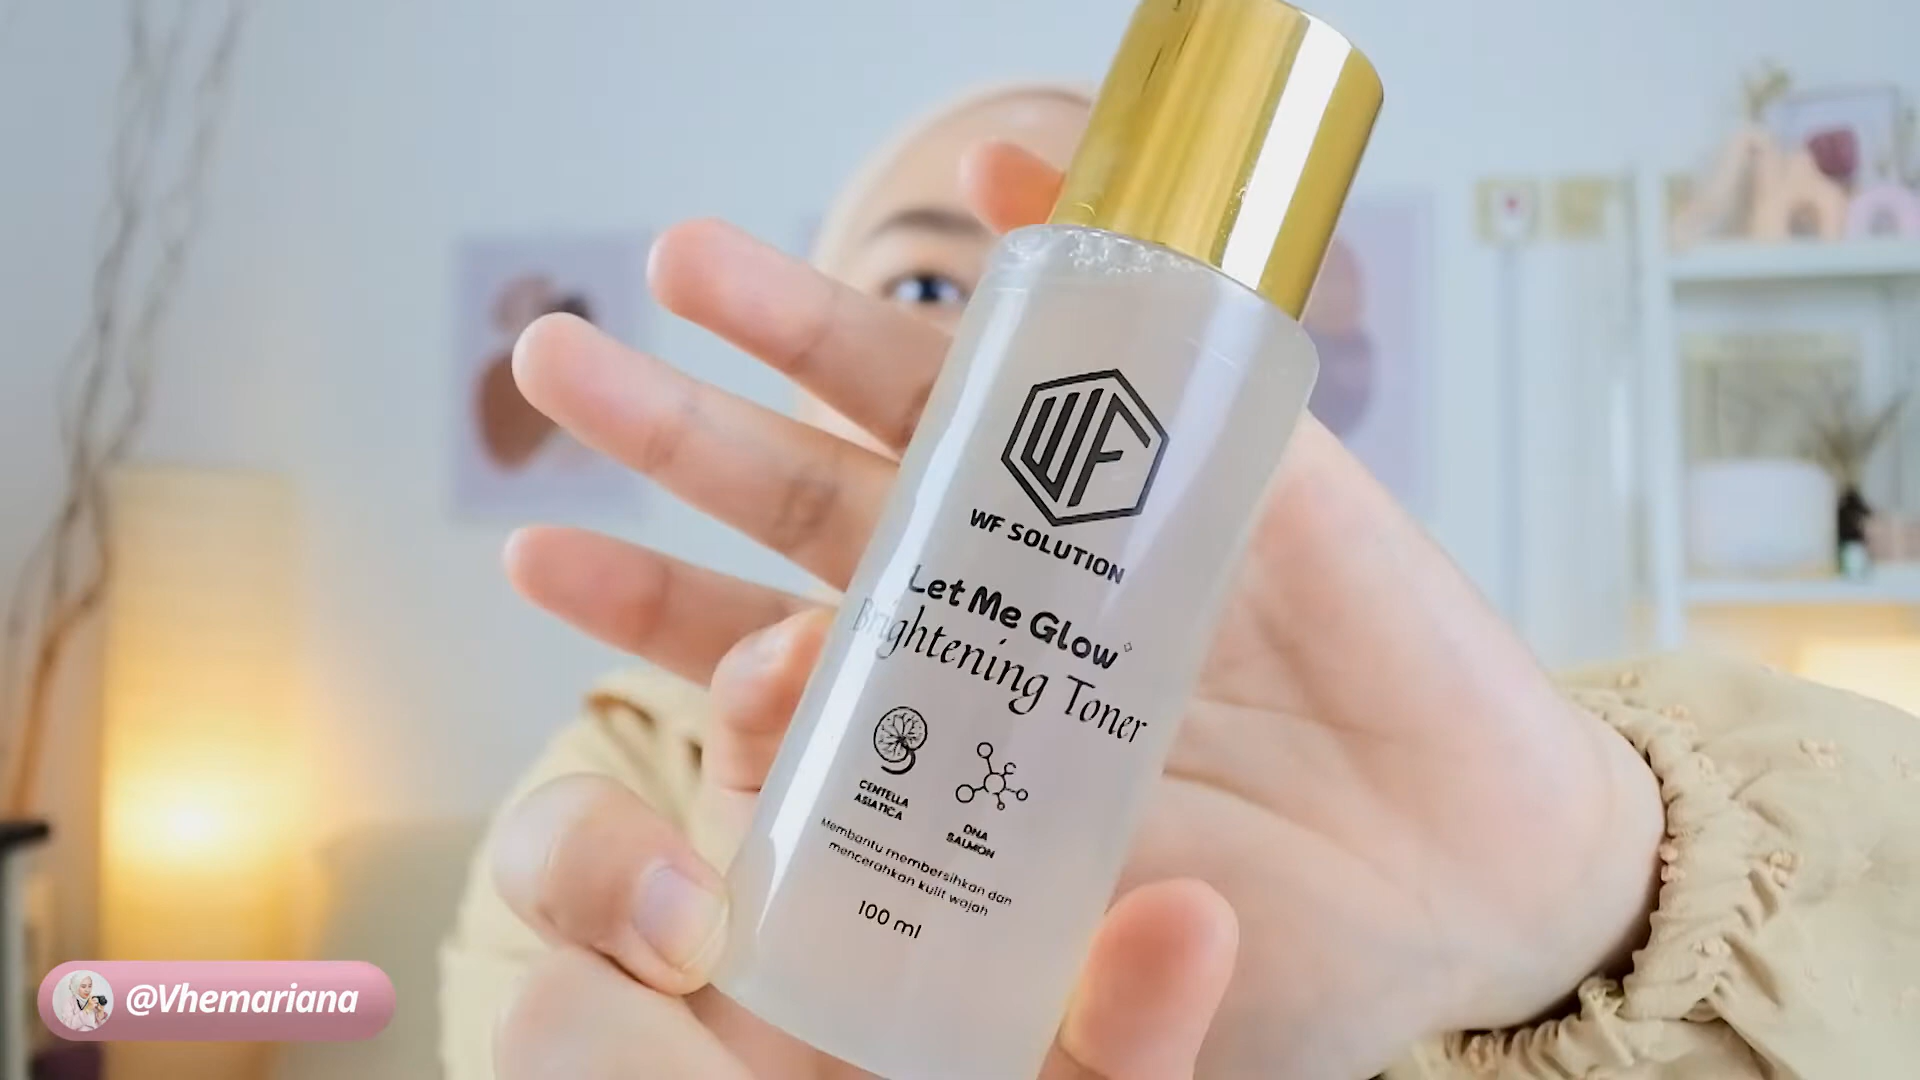 WF
WF SOLUTION
Let Me Glow
Brightening Toner
CENTELLA
ASIATICA
DNA
SALMON
Membantu membersihkan dan
mencerahkan kulit wajah
100 ml
@Vhemariana